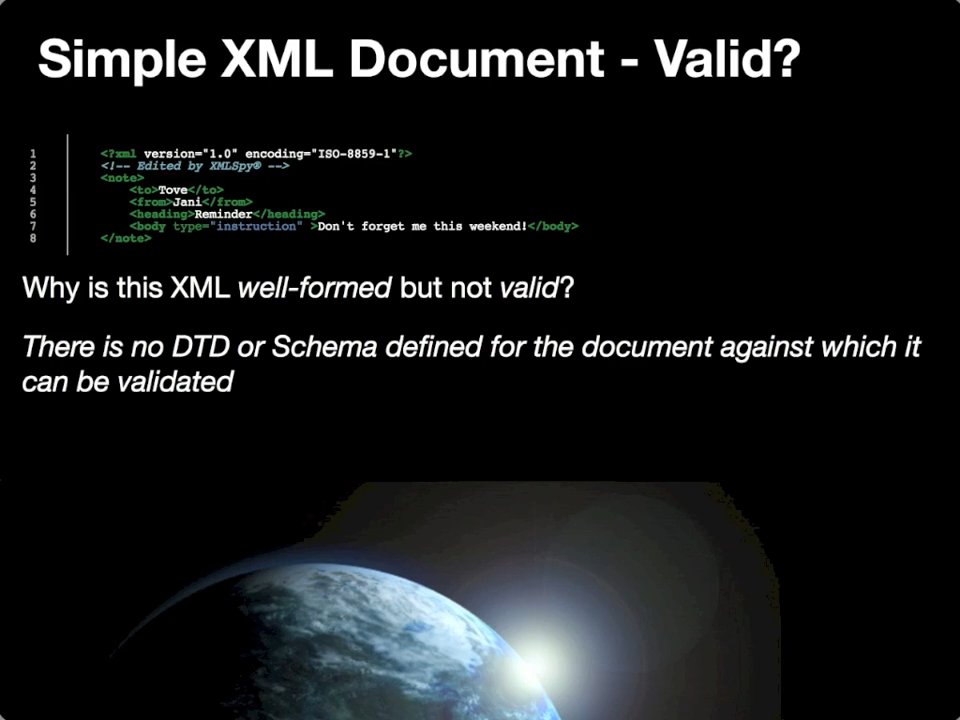 Simple XML Document - Valid?
1 <?xml version="1.0" encoding="ISO-8859-1"?>
2 <!-- Edited by XMLSpy® -->
3 <note>
4 <to>Tove</to>
5 <from>Jani</from>
6 <heading>Reminder</heading>
7 <body type="instruction" >Don't forget me this weekend!</body>
8 </note>
Why is this XML well-formed but not valid?
There is no DTD or Schema defined for the document against which it
can be validated